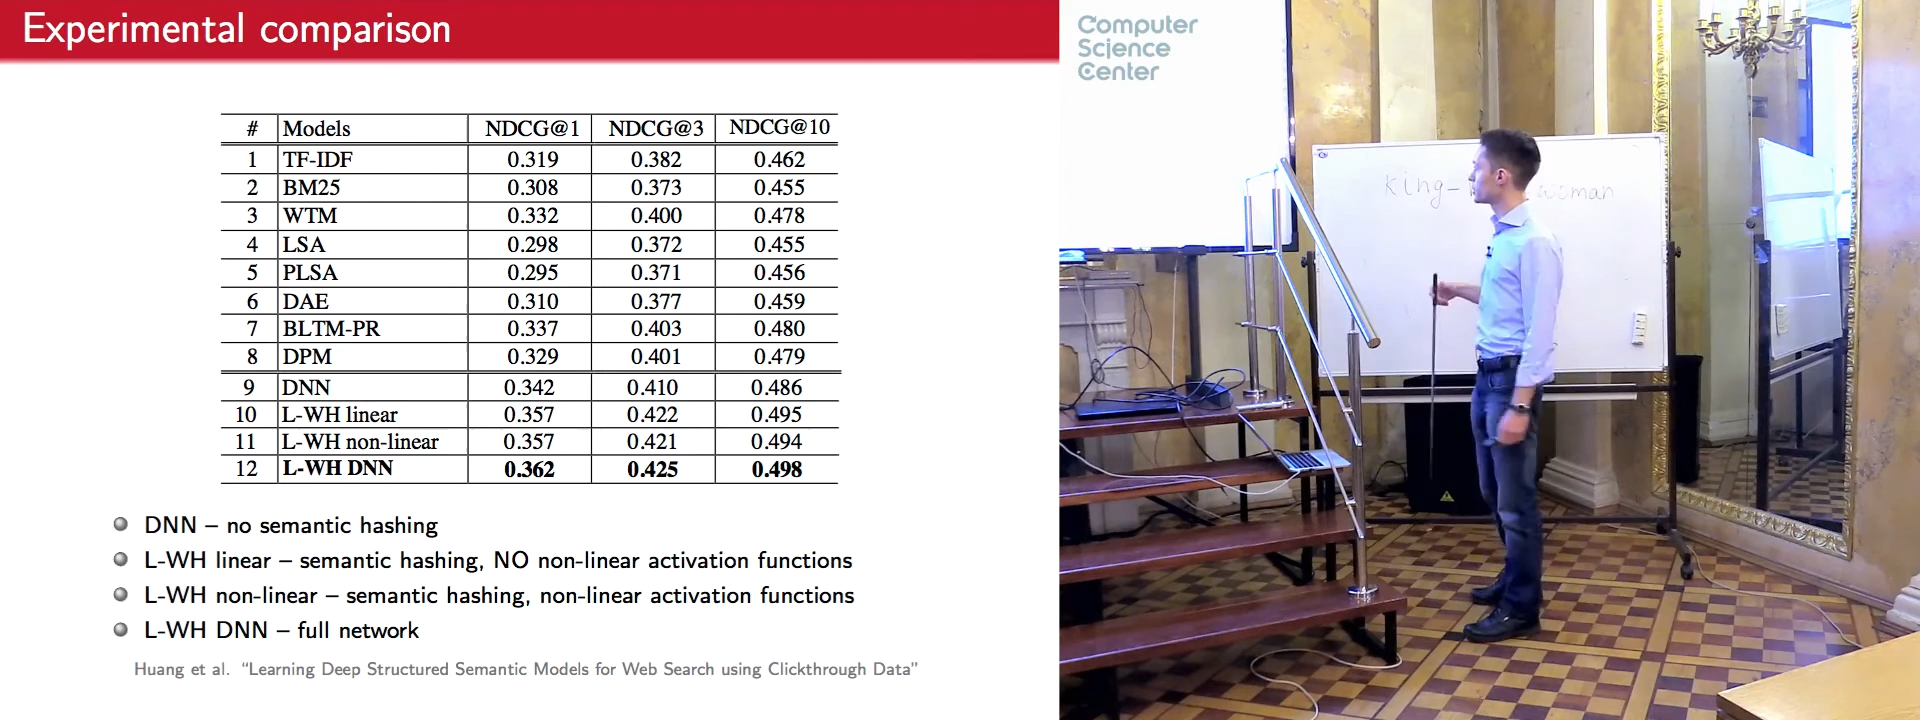 Experimental comparison
# Models NDCG@1 NDCG@3 NDCG@10
1 TF-IDF 0.319 0.382 0.462
2 BM25 0.308 0.373 0.455
3 WTM 0.332 0.400 0.478
4 LSA 0.298 0.372 0.455
5 PLSA 0.295 0.371 0.456
6 DAE 0.310 0.377 0.459
7 BLTM-PR 0.337 0.403 0.480
8 DPM 0.329 0.401 0.479
9 DNN 0.342 0.410 0.486
10 L-WH linear 0.357 0.422 0.495
11 L-WH non-linear 0.357 0.421 0.494
12 L-WH DNN 0.362 0.425 0.498
DNN – no semantic hashing
L-WH linear – semantic hashing, NO non-linear activation functions
L-WH non-linear – semantic hashing, non-linear activation functions
L-WH DNN – full network
Huang et al. “Learning Deep Structured Semantic Models for Web Search using Clickthrough Data”
Computer
Science
Center
king – woman